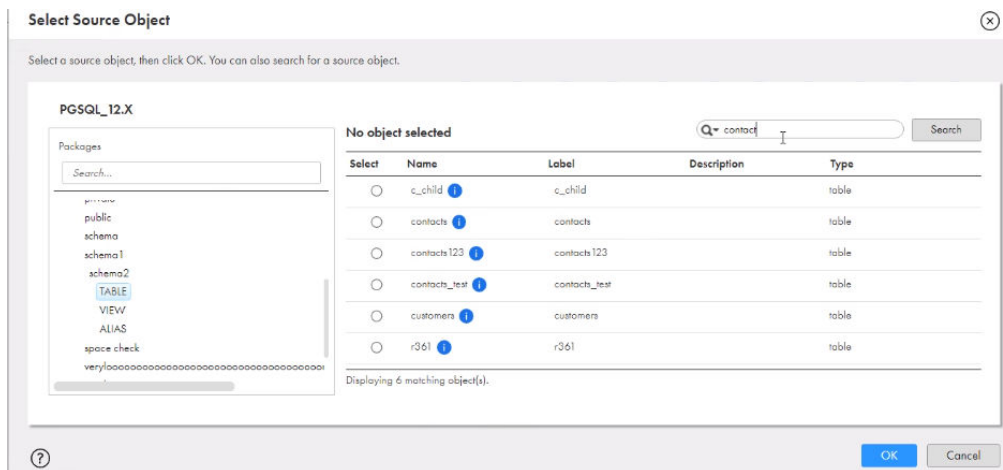 Select Source Object
Select a source object, then click OK. You can also search for a source object.
PGSQL_12.X
Packages
Search...
public
schema
schema1
schema2
TABLE
VIEW
ALIAS
space check
No object selected
contact
Search
Select Name Label Description Type
c_child i c_child table
contacts i contacts table
contacts123 i contacts123 table
contacts_test i contacts_test table
customers i customers table
r361 i r361 table
Displaying 6 matching object(s).
?
OK Cancel